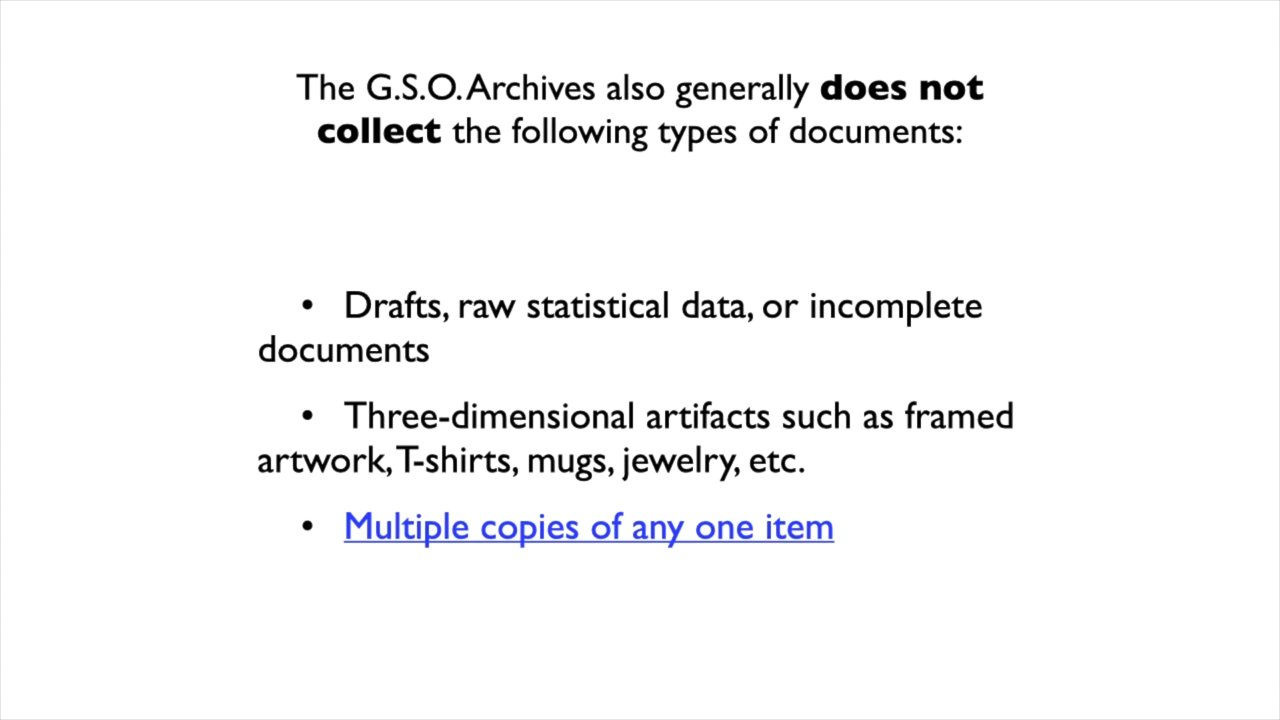 The G.S.O. Archives also generally does not
collect the following types of documents:
• Drafts, raw statistical data, or incomplete
documents
• Three-dimensional artifacts such as framed
artwork, T-shirts, mugs, jewelry, etc.
• Multiple copies of any one item